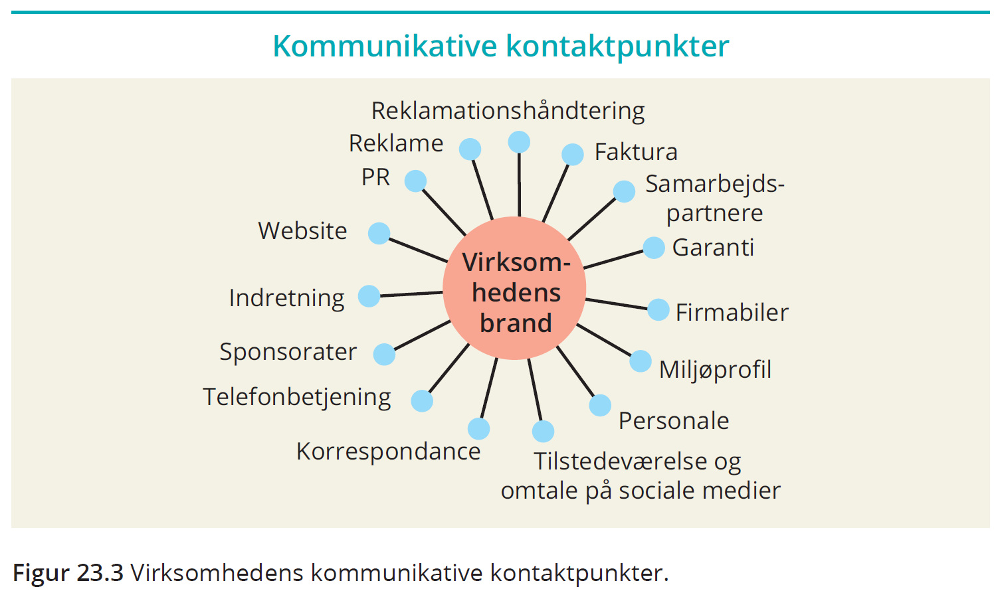 Kommunikative kontaktpunkter
Reklamationshåndtering
Reklame
Faktura
PR
Samarbejds-
partnere
Website
Garanti
Virksom-
hedens
brand
Indretning
Firmabiler
Sponsorater
Miljøprofil
Telefonbetjening
Personale
Korrespondance
Tilstedeværelse og
omtale på sociale medier
Figur 23.3 Virksomhedens kommunikative kontaktpunkter.